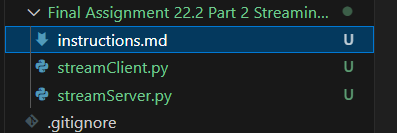 Final Assignment 22.2 Part 2 Streamin...
instructions.md U
streamClient.py U
streamServer.py U
.gitignore